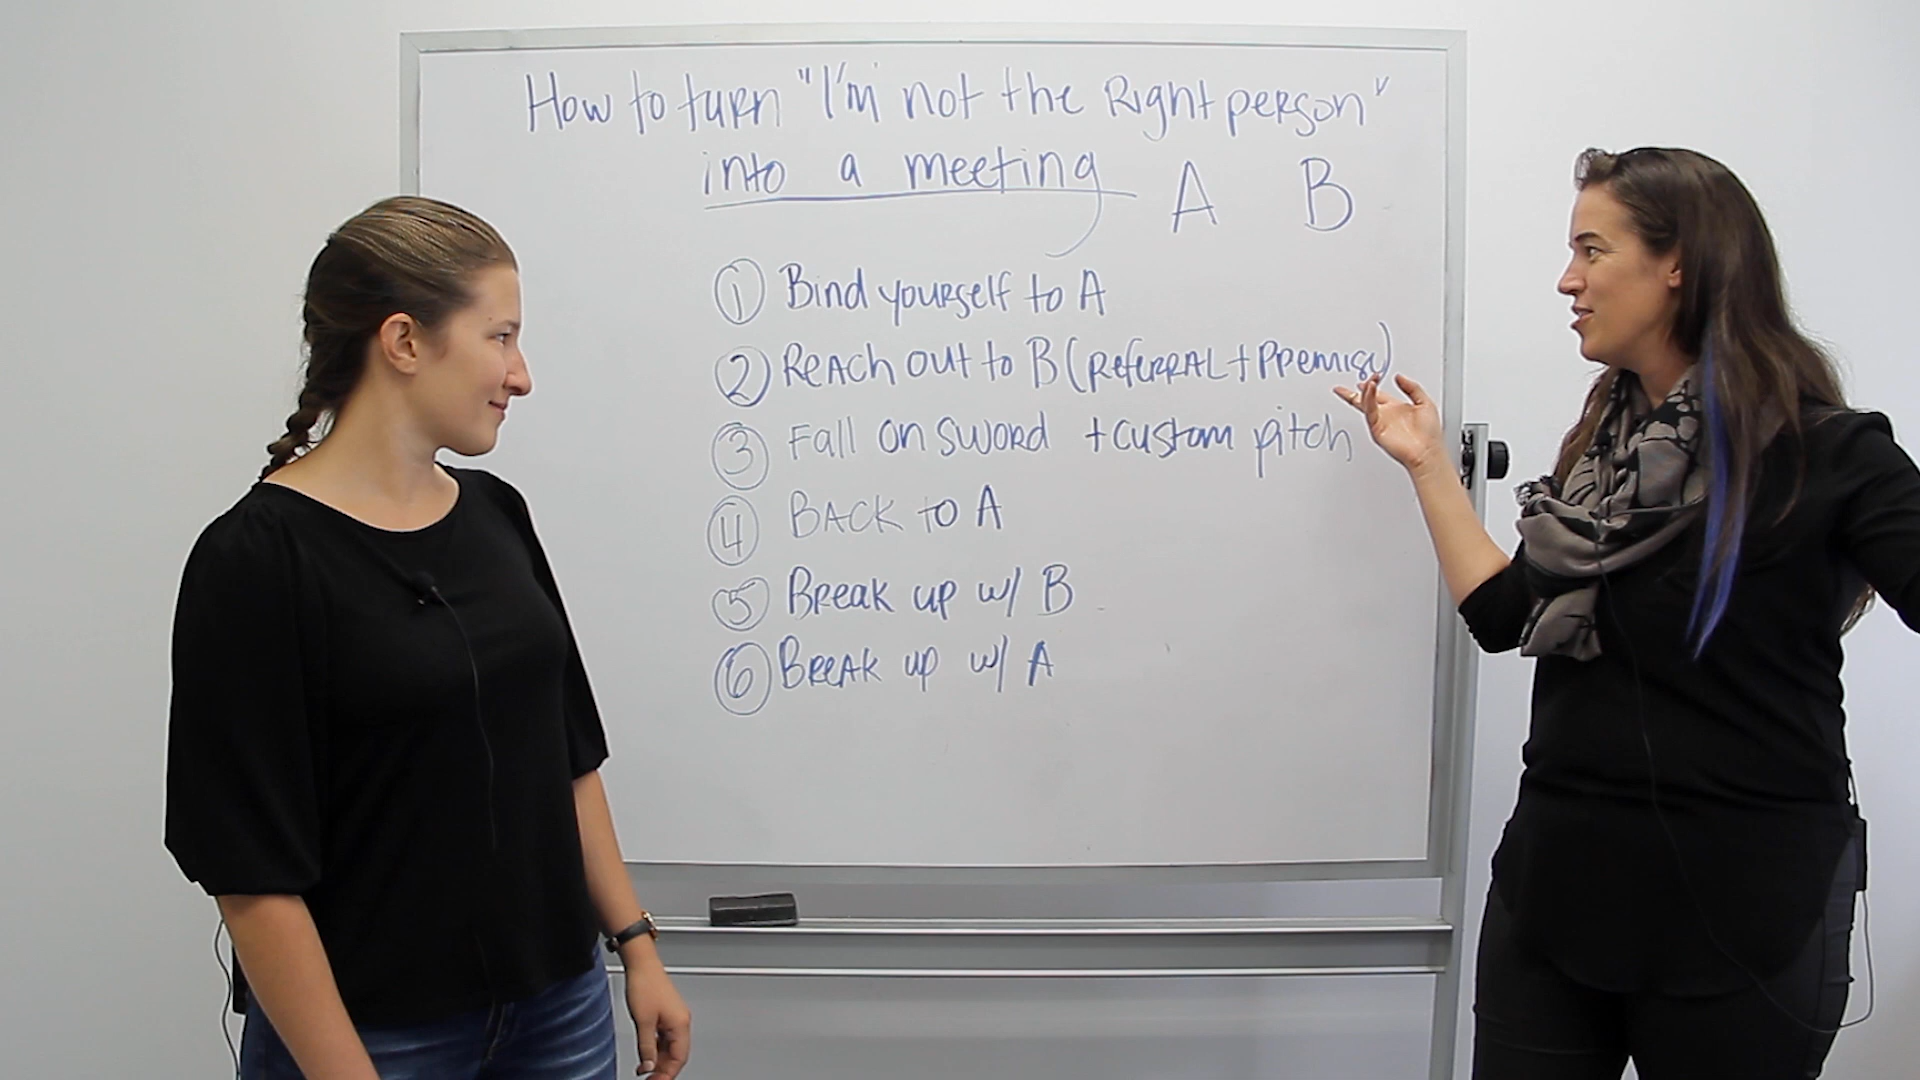 How to turn "I'm not the Right person"
into a meeting A B
① Bind yourself to A
② Reach out to B (Referral + Premise)
③ Fall on sword + custom pitch
④ Back to A
⑤ Break up w/ B
⑥ Break up w/ A